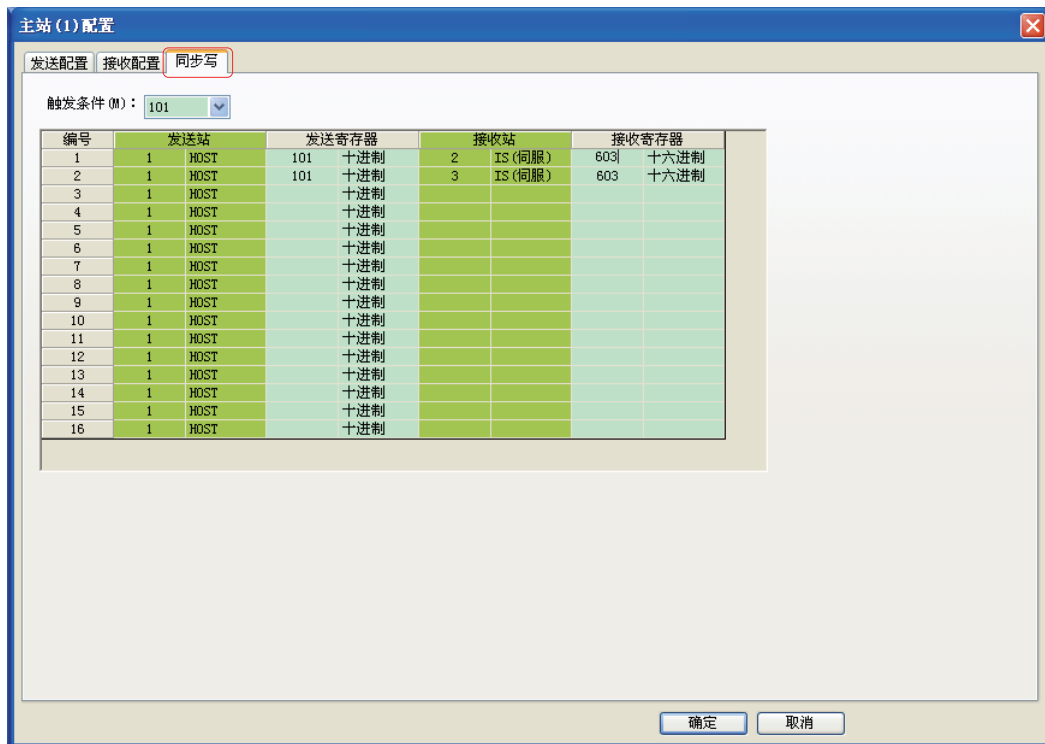 主站(1)配置
发送配置 接收配置 同步写
触发条件(M): 101
编号 发送站 发送寄存器 接收站 接收寄存器
1 1 HOST 101 十进制 2 IS(伺服) 603 十六进制
2 1 HOST 101 十进制 3 IS(伺服) 603 十六进制
3 1 HOST 十进制
4 1 HOST 十进制
5 1 HOST 十进制
6 1 HOST 十进制
7 1 HOST 十进制
8 1 HOST 十进制
9 1 HOST 十进制
10 1 HOST 十进制
11 1 HOST 十进制
12 1 HOST 十进制
13 1 HOST 十进制
14 1 HOST 十进制
15 1 HOST 十进制
16 1 HOST 十进制
确定 取消